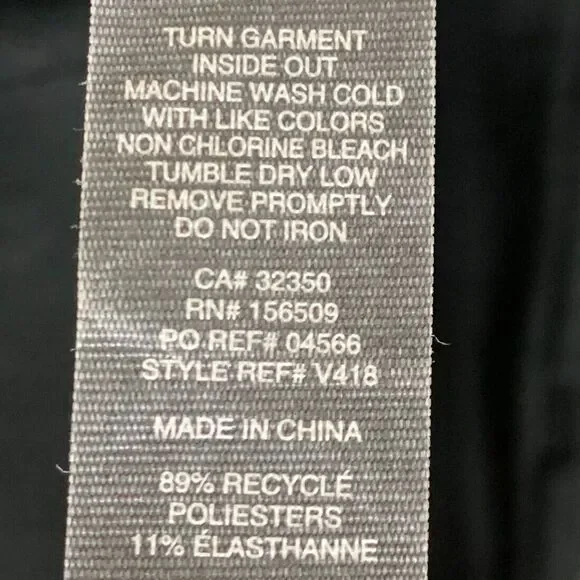 TURN GARMENT
INSIDE OUT
MACHINE WASH COLD
WITH LIKE COLORS
NON CHLORINE BLEACH
TUMBLE DRY LOW
REMOVE PROMPTLY
DO NOT IRON
CA# 32350
RN# 156509
PO REF# 04566
STYLE REF# V418
MADE IN CHINA
89% RECYCLÉ
POLIESTERS
11% ÉLASTHANNE